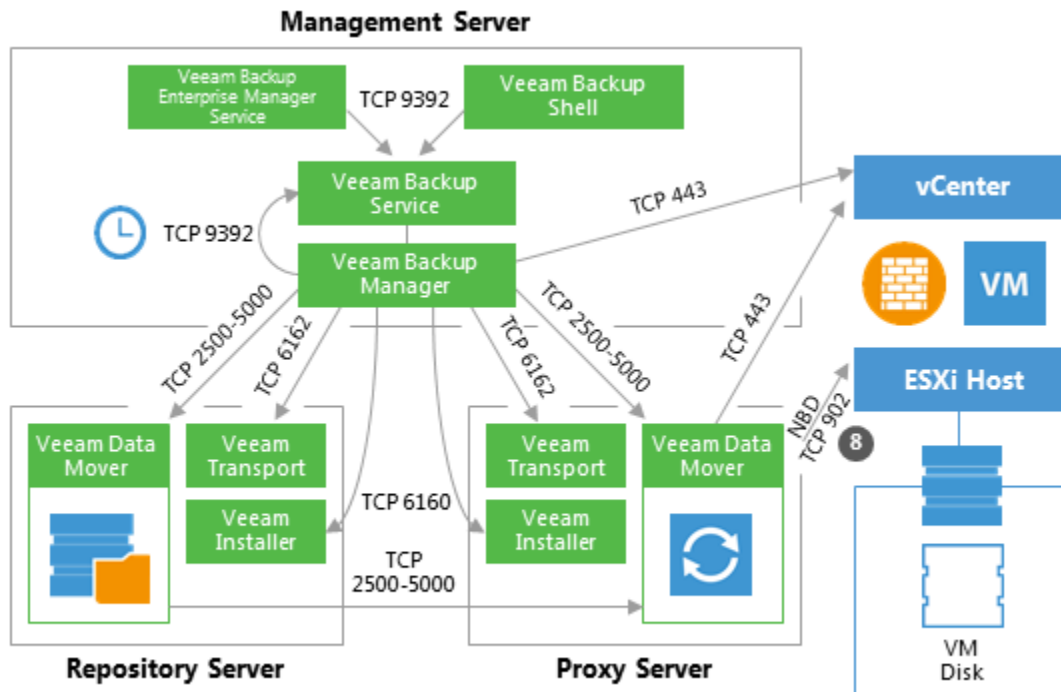 Management Server
Veeam Backup
Enterprise Manager
Service
TCP 9392
Veeam Backup
Shell
Veeam Backup
Service
TCP 9392
Veeam Backup
Manager
TCP 443
vCenter
VM
TCP 2500-5000
TCP 6162
TCP 6162
TCP 2500-5000
TCP 443
ESXi Host
NBD
TCP 902
8
Veeam Data
Mover
Veeam
Transport
Veeam
Installer
TCP 6160
TCP
2500-5000
Veeam
Transport
Veeam
Installer
Veeam Data
Mover
VM
Disk
Repository Server
Proxy Server